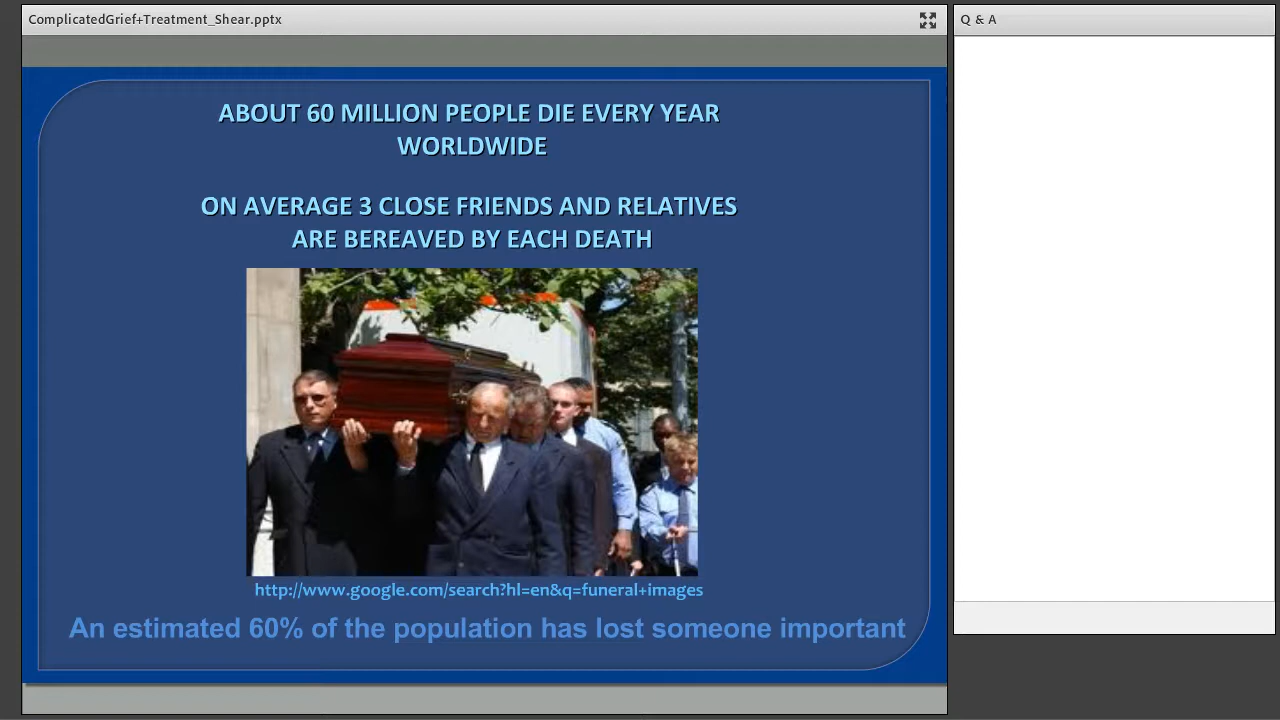 ComplicatedGrief+Treatment_Shear.pptx
Q & A
ABOUT 60 MILLION PEOPLE DIE EVERY YEAR
WORLDWIDE
ON AVERAGE 3 CLOSE FRIENDS AND RELATIVES
ARE BEREAVED BY EACH DEATH
http://www.google.com/search?hl=en&q=funeral+images
An estimated 60% of the population has lost someone important